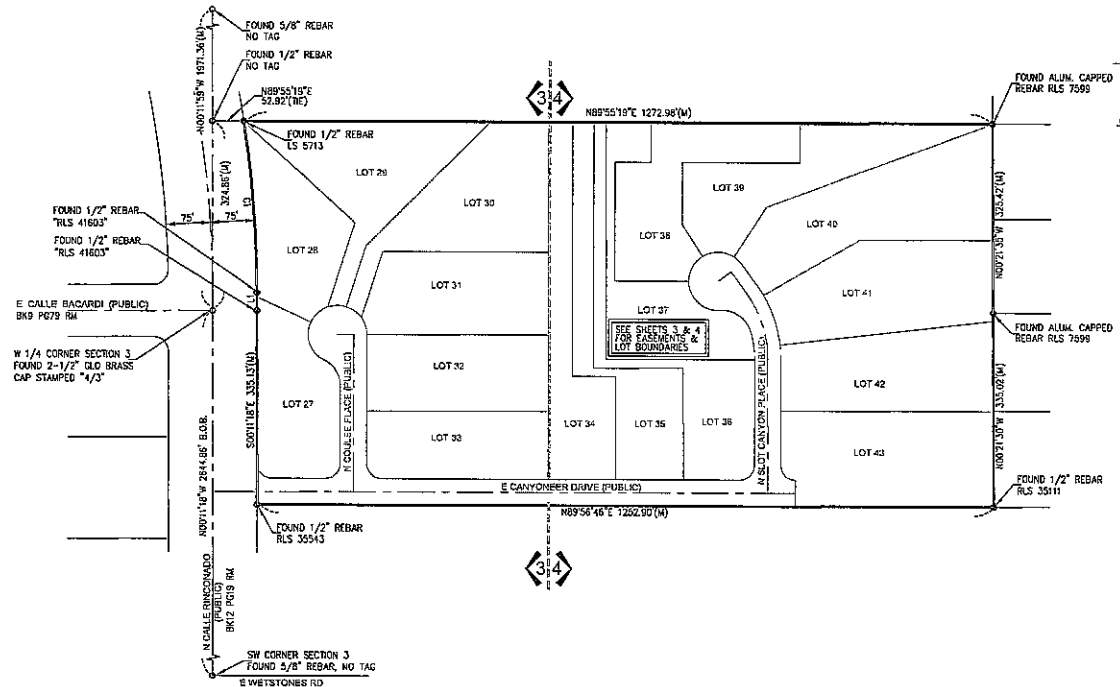 FOUND 5/8" REBAR
NO TAG
FOUND 1/2" REBAR
NO TAG
N00°11'59"W 1971.36'(M)
N89°55'19"E
52.92'(TIE)
3 4
N89°55'19"E 1272.98'(M)
FOUND ALUM. CAPPED
REBAR RLS 7599
FOUND 1/2" REBAR
LS 5713
324.86'(M)
75'
75'
FOUND 1/2" REBAR
"RLS 41603"
FOUND 1/2" REBAR
"RLS 41603"
L1
E CALLE BACARDI (PUBLIC)
BK9 PG79 RM
W 1/4 CORNER SECTION 3
FOUND 2-1/2" GLO BRASS
CAP STAMPED "4/3"
S00°11'18"E 335.13'(M)
LOT 29
LOT 30
LOT 28
LOT 31
LOT 32
LOT 27
LOT 33
N COULEE PLACE (PUBLIC)
LOT 39
LOT 38
LOT 40
LOT 37
LOT 41
SEE SHEETS 3 & 4
FOR EASEMENTS &
LOT BOUNDARIES
LOT 42
LOT 34
LOT 35
LOT 36
LOT 43
N SLOT CANYON PLACE (PUBLIC)
N00°21'38"W 325.42'(M)
FOUND ALUM. CAPPED
REBAR RLS 7599
N00°21'30"W 335.02'(M)
FOUND 1/2" REBAR
RLS 35111
E CANYONEER DRIVE (PUBLIC)
N89°56'46"E 1252.90'(M)
FOUND 1/2" REBAR
RLS 35543
3 4
N00°11'18"W 2644.86' B.O.B.
N CALLE RINCONADO
(PUBLIC)
BK12 PG19 RM
SW CORNER SECTION 3
FOUND 5/8" REBAR, NO TAG
E WETSTONES RD